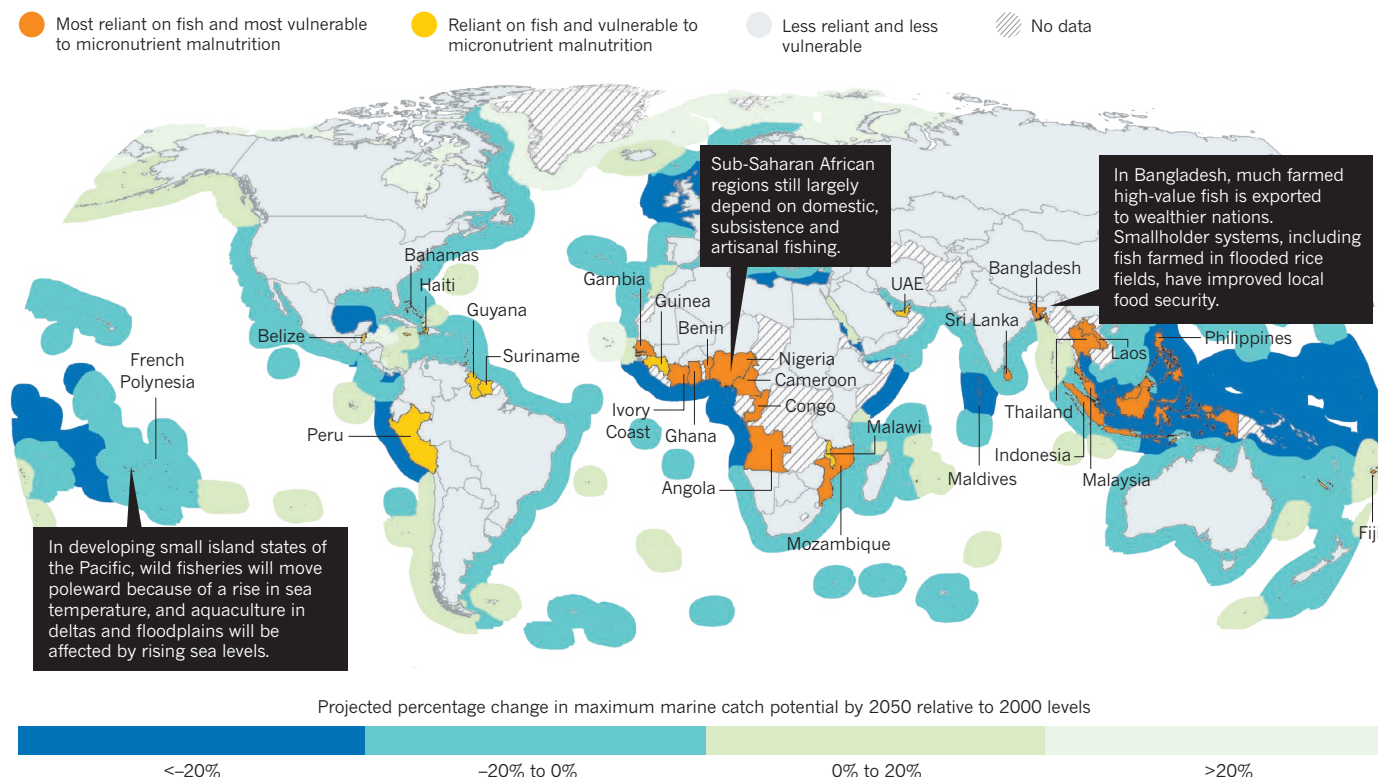 Most reliant on fish and most vulnerable
to micronutrient malnutrition
Reliant on fish and vulnerable to
micronutrient malnutrition
Less reliant and less
vulnerable
No data
Sub-Saharan African
regions still largely
depend on domestic,
subsistence and
artisanal fishing.
In Bangladesh, much farmed
high-value fish is exported
to wealthier nations.
Smallholder systems, including
fish farmed in flooded rice
fields, have improved local
food security.
Bahamas
Haiti
Guyana
Belize
Suriname
French
Polynesia
Peru
Gambia
Guinea
Benin
Nigeria
Cameroon
Congo
Ivory
Coast
Ghana
Malawi
Angola
Mozambique
UAE
Bangladesh
Sri Lanka
Philippines
Laos
Thailand
Indonesia
Maldives
Malaysia
Fiji
In developing small island states of
the Pacific, wild fisheries will move
poleward because of a rise in sea
temperature, and aquaculture in
deltas and floodplains will be
affected by rising sea levels.
Projected percentage change in maximum marine catch potential by 2050 relative to 2000 levels
<–20%
–20% to 0%
0% to 20%
>20%